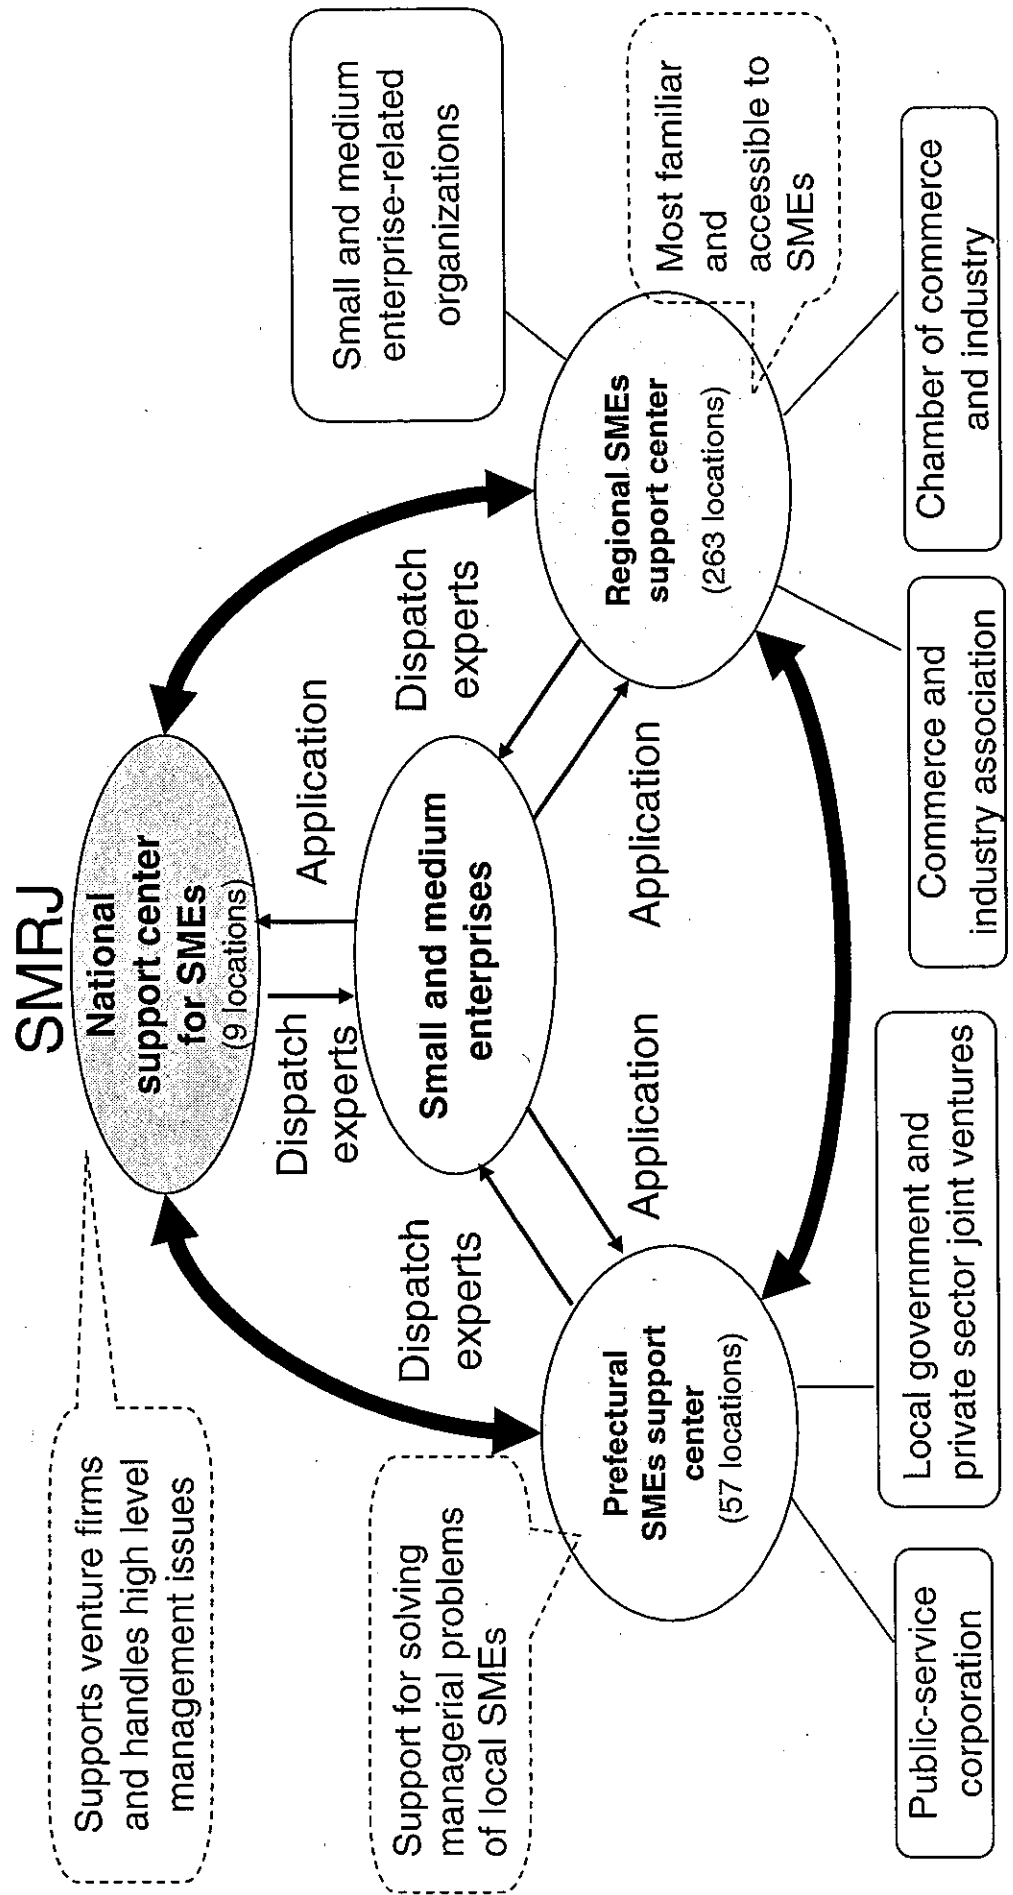 SMRJ
National
support center
for SMEs
(9 locations)
Supports venture firms
and handles high level
management issues
Dispatch
experts
Application
Small and medium
enterprise-related
organizations
Small and medium
enterprises
Support for solving
managerial problems
of local SMEs
Dispatch
experts
Dispatch
experts
Application
Application
Most familiar
and
accessible to
SMEs
Prefectural
SMEs support
center
(57 locations)
Regional SMEs
support center
(263 locations)
Public-service
corporation
Local government and
private sector joint ventures
Commerce and
industry association
Chamber of commerce
and industry